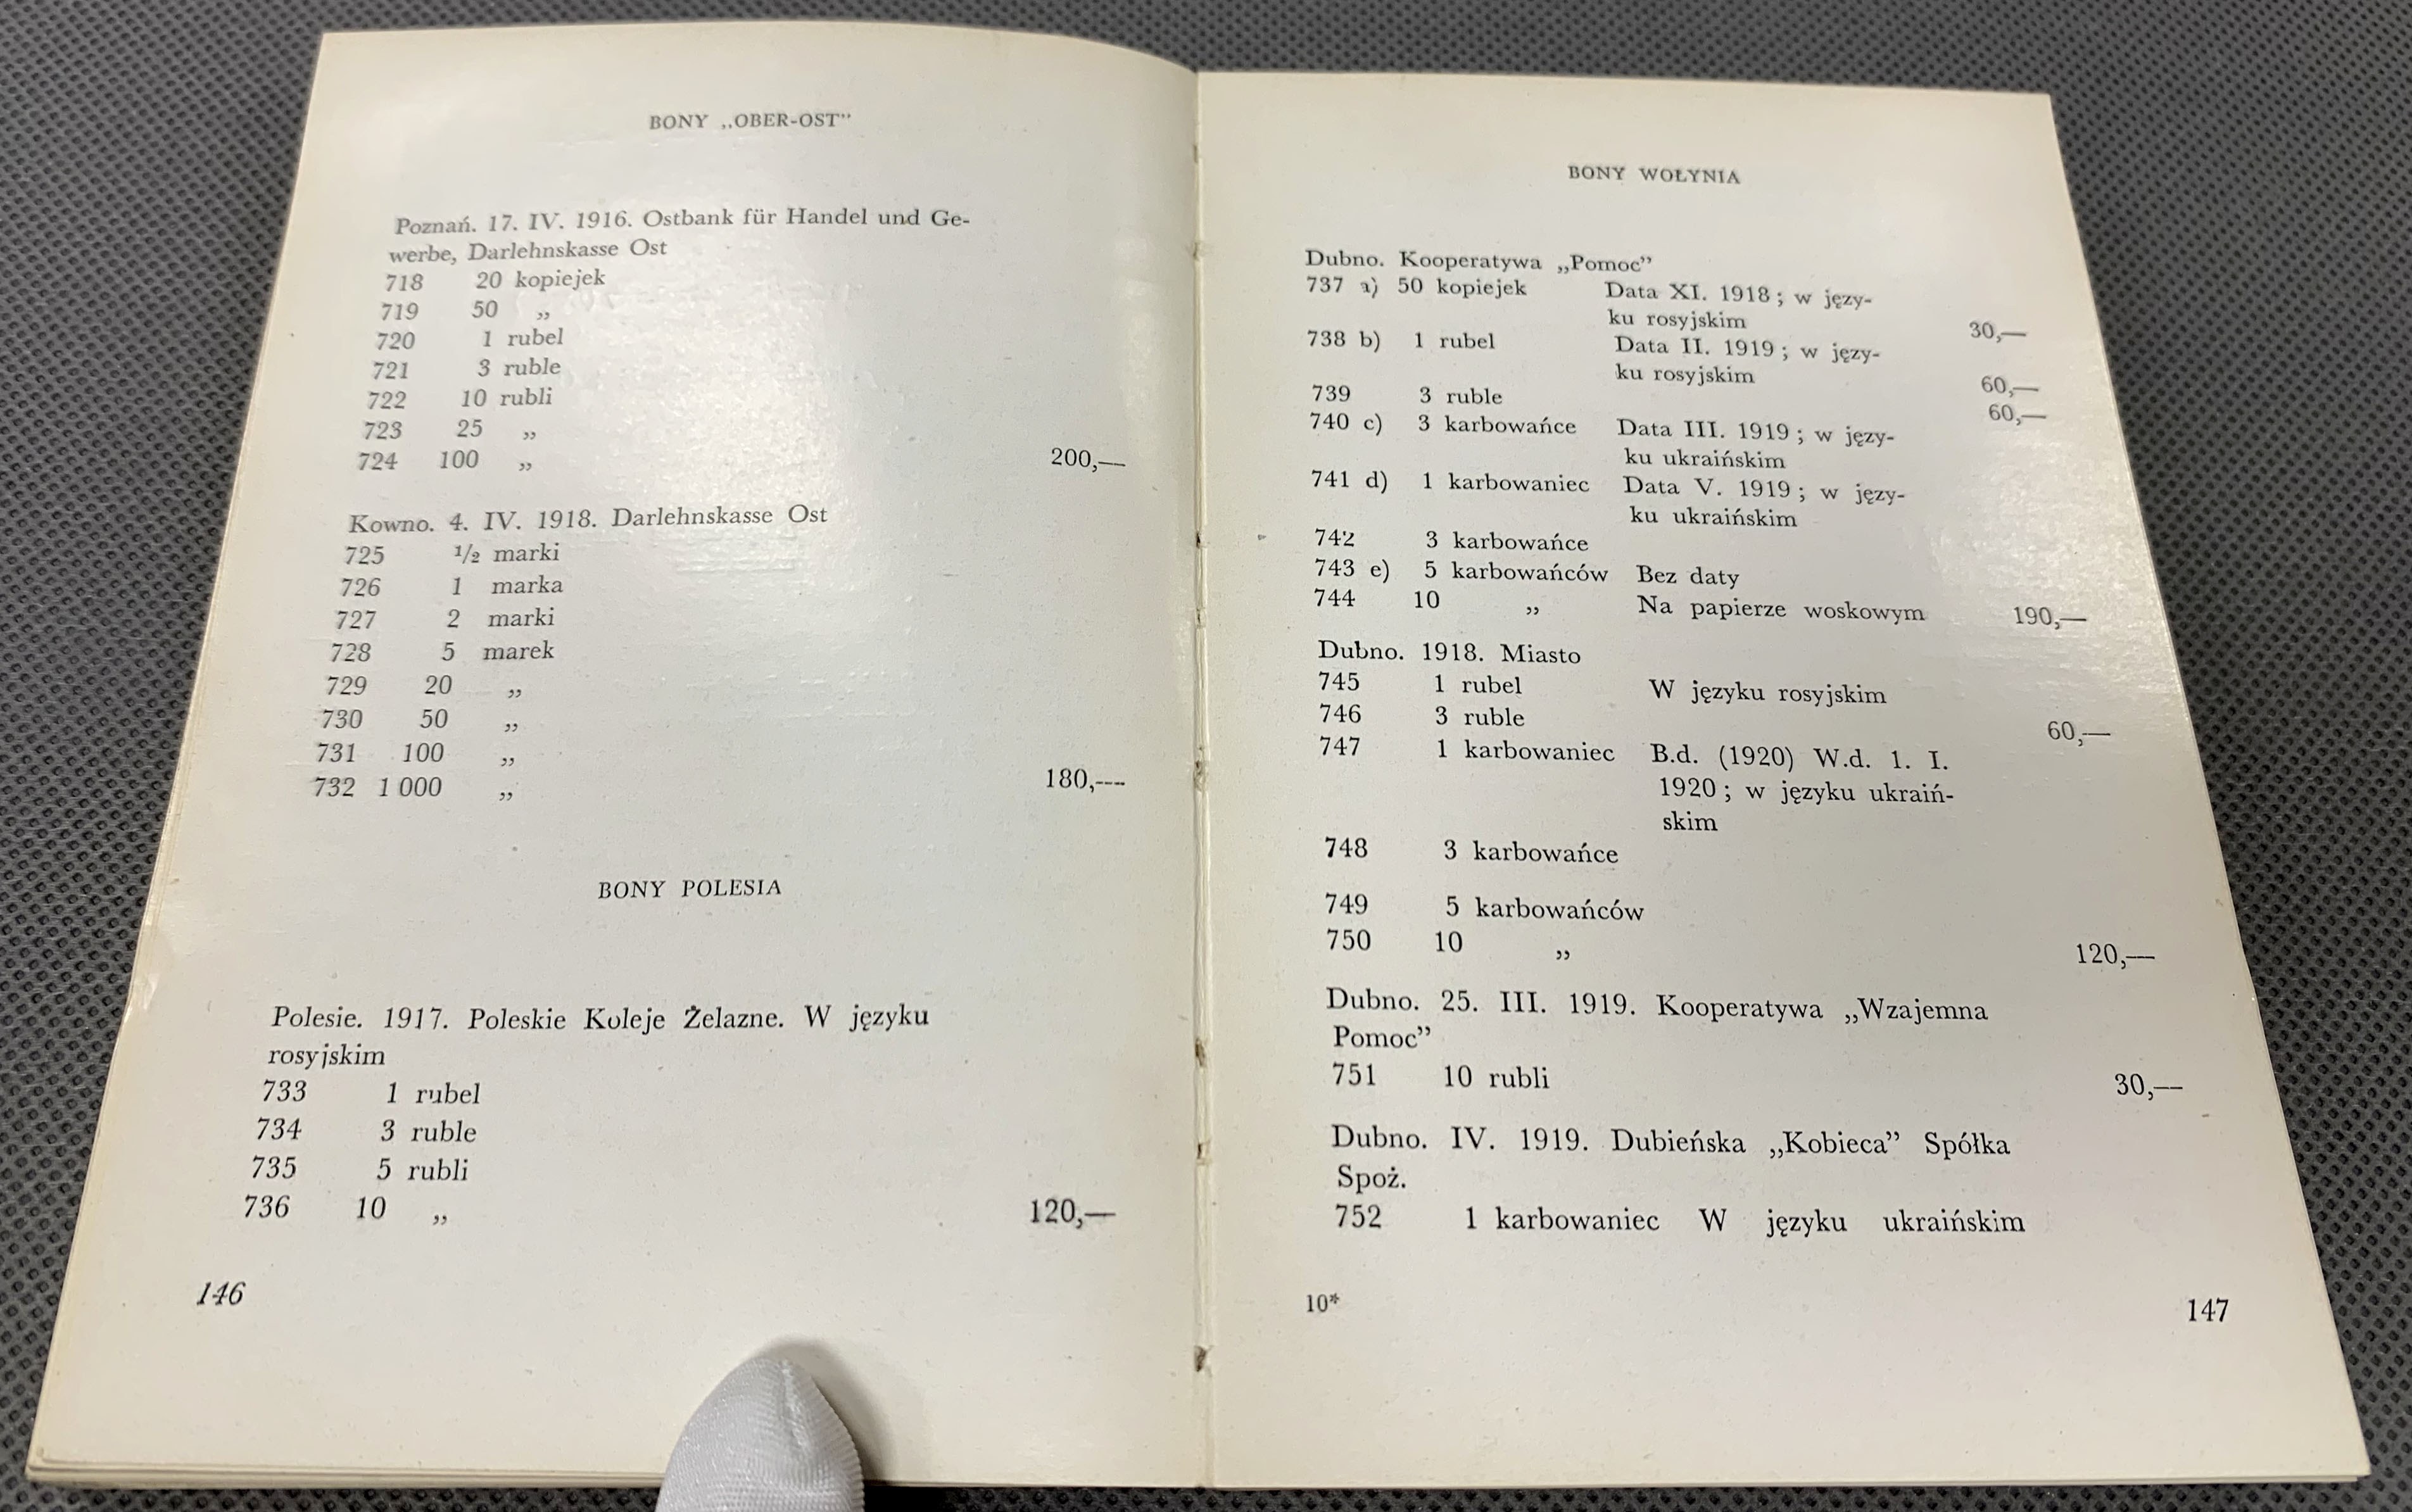 BONY „OBER-OST”
Poznań. 17. IV. 1916. Ostbank für Handel und Ge-
werbe, Darlehnskasse Ost
718 20 kopiejek
719 50 „
720 1 rubel
721 3 ruble
722 10 rubli
723 25 „
724 100 „ 200,—
Kowno. 4. IV. 1918. Darlehnskasse Ost
725 1/2 marki
726 1 marka
727 2 marki
728 5 marek
729 20 „
730 50 „
731 100 „
732 1 000 „ 180,—
BONY POLESIA
Polesie. 1917. Poleskie Koleje Żelazne. W języku
rosyjskim
733 1 rubel
734 3 ruble
735 5 rubli
736 10 „ 120,—
146
BONY WOŁYNIA
Dubno. Kooperatywa „Pomoc”
737 a) 50 kopiejek Data XI. 1918; w języ-
ku rosyjskim 30,—
738 b) 1 rubel Data II. 1919; w języ-
ku rosyjskim 60,—
739 3 ruble 60,—
740 c) 3 karbowańce Data III. 1919; w języ-
ku ukraińskim
741 d) 1 karbowaniec Data V. 1919; w języ-
ku ukraińskim
742 3 karbowańce
743 e) 5 karbowańców Bez daty
744 10 „ Na papierze woskowym 190,—
Dubno. 1918. Miasto
745 1 rubel W języku rosyjskim
746 3 ruble 60,—
747 1 karbowaniec B.d. (1920) W.d. 1. I.
1920; w języku ukraiń-
skim
748 3 karbowańce
749 5 karbowańców
750 10 „ 120,—
Dubno. 25. III. 1919. Kooperatywa „Wzajemna
Pomoc”
751 10 rubli 30,—
Dubno. IV. 1919. Dubieńska „Kobieca” Spółka
Spoż.
752 1 karbowaniec W języku ukraińskim
10*
147